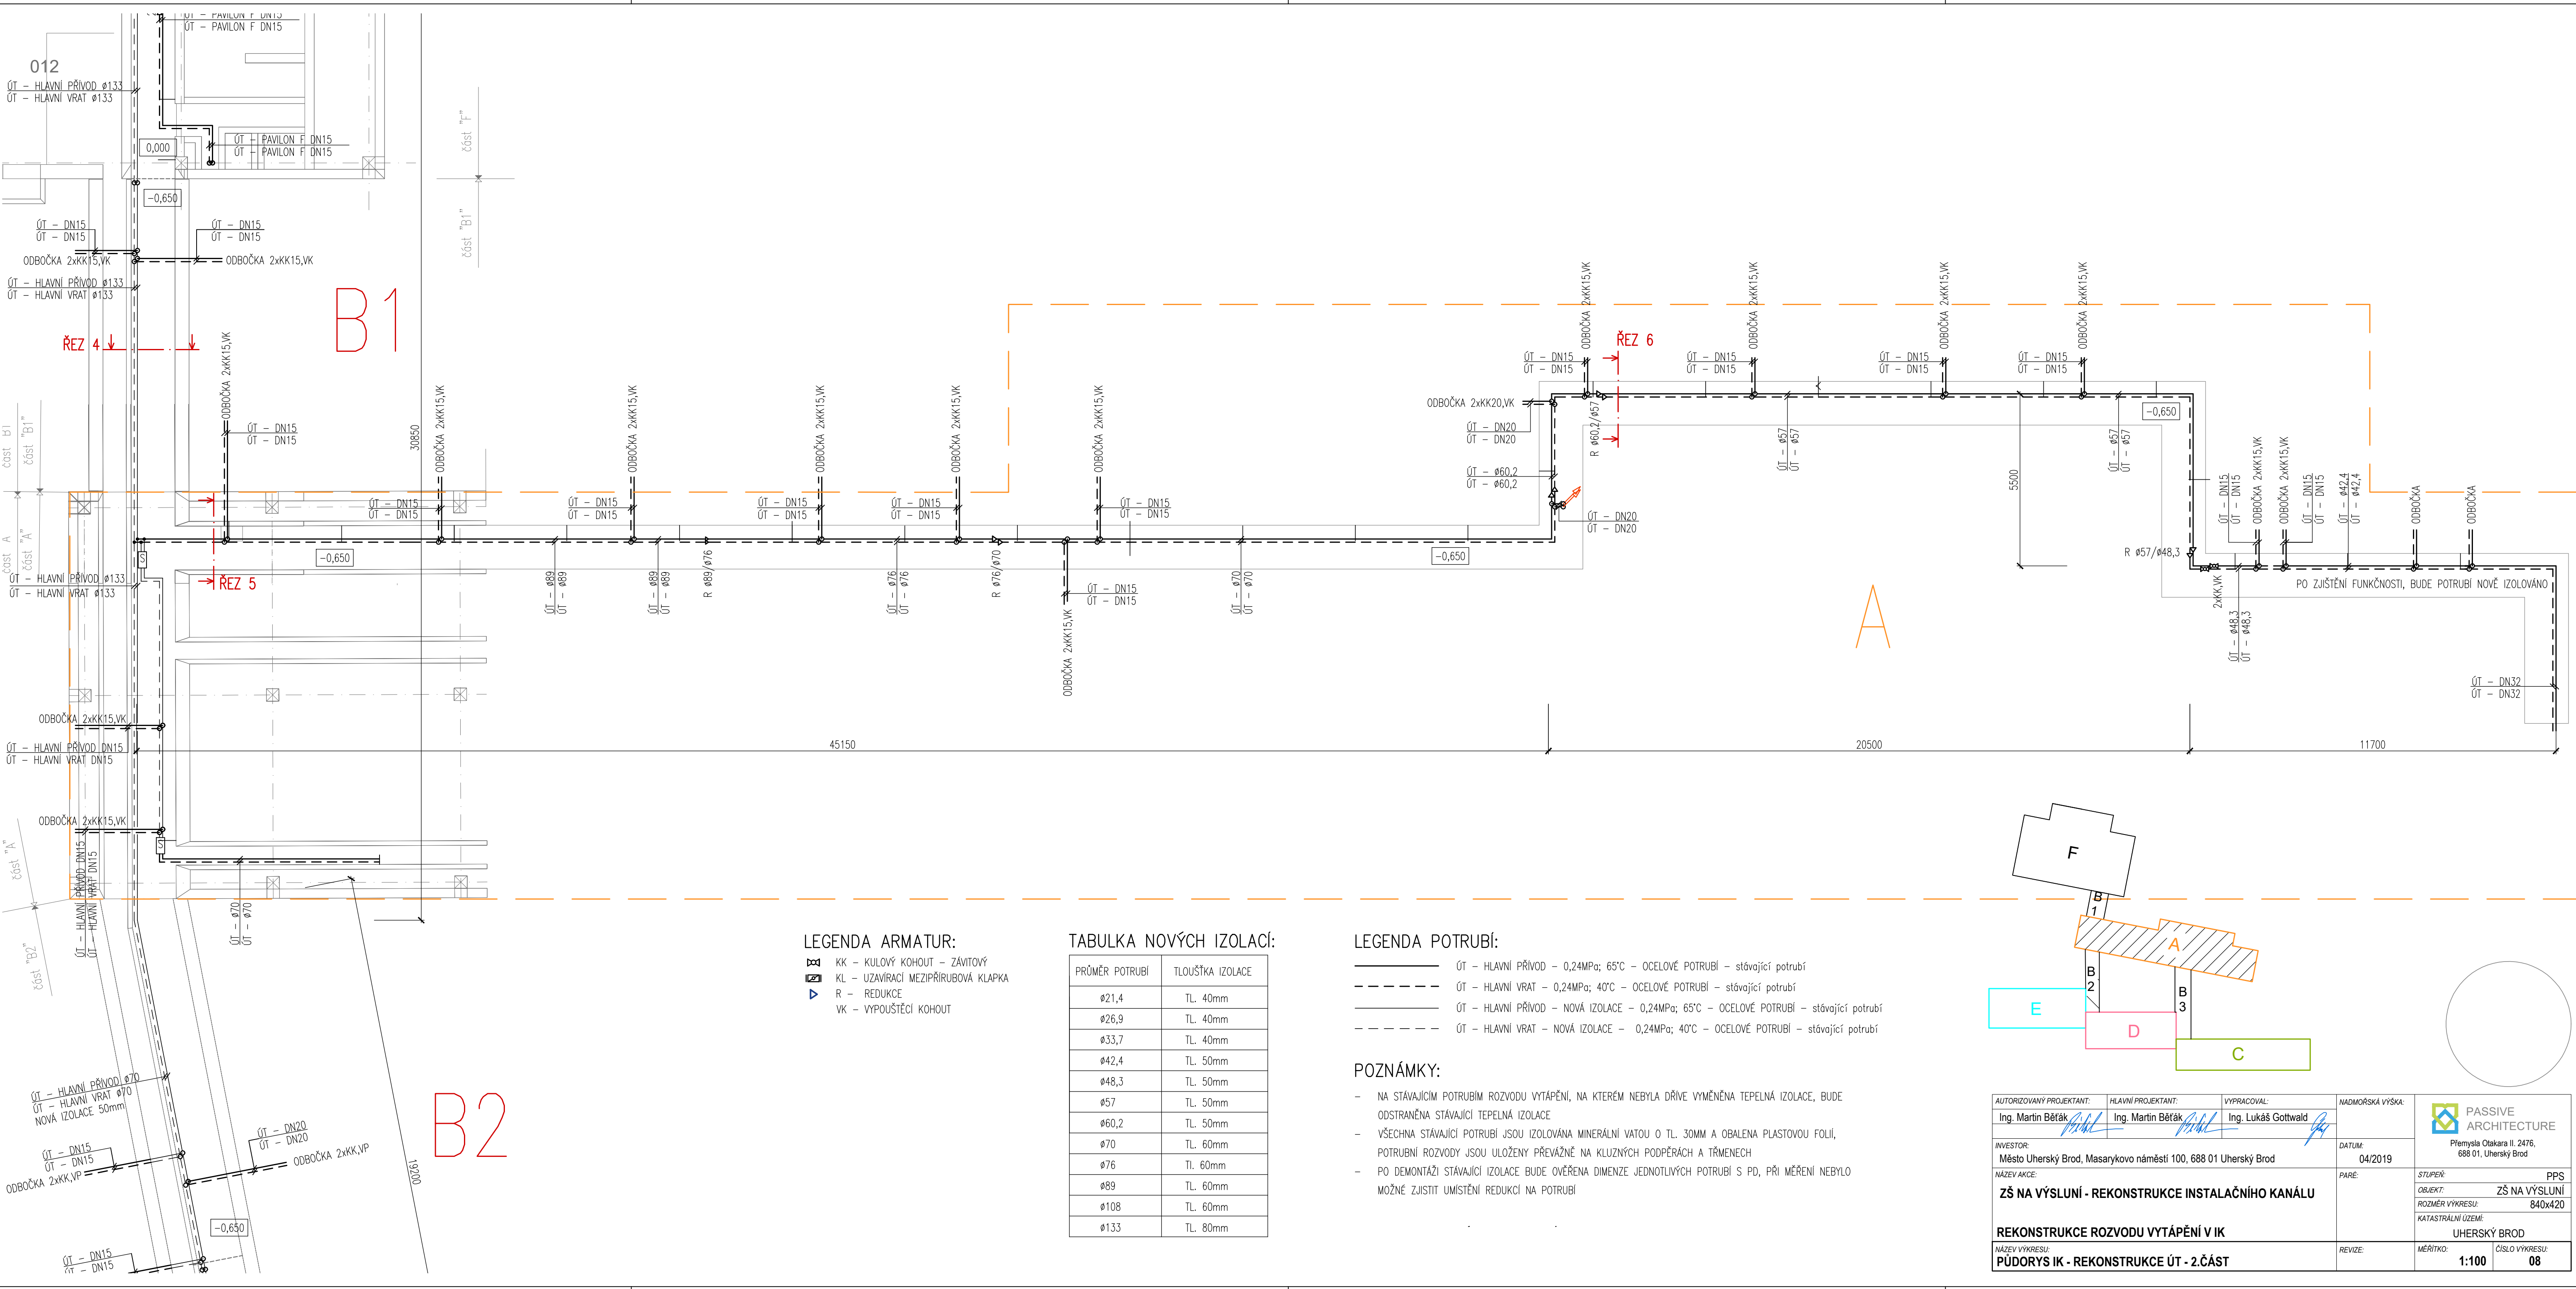 ÚT - PAVILON F DN15
ÚT - PAVILON F DN15
012
ÚT - HLAVNÍ PŘÍVOD ø133
ÚT - HLAVNÍ VRAT ø133
0,000
ÚT - PAVILON F DN15
ÚT - PAVILON F DN15
část "F"
část "B1"
-0,650
ÚT - DN15
ÚT - DN15
ODBOČKA 2xKK15,VK
ÚT - DN15
ÚT - DN15
ODBOČKA 2xKK15,VK
ÚT - HLAVNÍ PŘÍVOD ø133
ÚT - HLAVNÍ VRAT ø133
B1
ŘEZ 4
ODBOČKA 2xKK15,VK
ÚT - DN15
ÚT - DN15
30850
část B1
část "B1"
část A
část "A"
ODBOČKA 2xKK15,VK
ÚT - DN15
ÚT - DN15
ODBOČKA 2xKK15,VK
ÚT - DN15
ÚT - DN15
ODBOČKA 2xKK15,VK
ÚT - DN15
ÚT - DN15
ODBOČKA 2xKK15,VK
ÚT - DN15
ÚT - DN15
ODBOČKA 2xKK15,VK
ÚT - DN15
ÚT - DN15
S
-0,650
ŘEZ 5
ÚT - HLAVNÍ PŘÍVOD ø133
ÚT - HLAVNÍ VRAT ø133
ÚT - ø89
ÚT - ø89
ÚT - ø89
ÚT - ø89
R ø89/ø76
ÚT - ø76
ÚT - ø76
R ø76/ø70
ODBOČKA 2xKK15,VK
ÚT - DN15
ÚT - DN15
ÚT - ø70
ÚT - ø70
-0,650
ODBOČKA 2xKK20,VK
ÚT - DN20
ÚT - DN20
ÚT - ø60,2
ÚT - ø60,2
ÚT - DN20
ÚT - DN20
ODBOČKA 2xKK15,VK
ÚT - DN15
ÚT - DN15
R ø60,2/ø57
ŘEZ 6
ODBOČKA 2xKK15,VK
ÚT - DN15
ÚT - DN15
ODBOČKA 2xKK15,VK
ÚT - DN15
ÚT - DN15
ODBOČKA 2xKK15,VK
ÚT - DN15
ÚT - DN15
ÚT - ø57
ÚT - ø57
ÚT - ø57
ÚT - ø57
-0,650
5500
R ø57/ø48,3
ÚT - DN15
ÚT - DN15
ODBOČKA 2xKK15,VK
ODBOČKA 2xKK15,VK
ÚT - DN15
ÚT - DN15
ÚT - ø42,4
ÚT - ø42,4
ODBOČKA
ODBOČKA
2xKK,VK
PO ZJIŠTĚNÍ FUNKČNOSTI, BUDE POTRUBÍ NOVĚ IZOLOVÁNO
ÚT - ø48,3
ÚT - ø48,3
A
ÚT - DN32
ÚT - DN32
ODBOČKA 2xKK15,VK
ÚT - HLAVNÍ PŘÍVOD DN15
ÚT - HLAVNÍ VRAT DN15
45150
20500
11700
ODBOČKA 2xKK15,VK
S
část "A"
část "B2"
ÚT - HLAVNÍ PŘÍVOD DN15
ÚT - HLAVNÍ VRAT DN15
ÚT - ø70
ÚT - ø70
ÚT - HLAVNÍ PŘÍVOD ø70
ÚT - HLAVNÍ VRAT ø70
NOVÁ IZOLACE 50mm
B2
19200
ÚT - DN15
ÚT - DN15
ODBOČKA 2xKK,VP
ÚT - DN20
ÚT - DN20
ODBOČKA 2xKK,VP
-0,650
ÚT - DN15
ÚT - DN15
LEGENDA ARMATUR:
KK - KULOVÝ KOHOUT - ZÁVITOVÝ
KL - UZAVÍRACÍ MEZIPŘÍRUBOVÁ KLAPKA
R - REDUKCE
VK - VYPOUŠTĚCÍ KOHOUT
TABULKA NOVÝCH IZOLACÍ:
PRŮMĚR POTRUBÍ TLOUŠŤKA IZOLACE
ø21,4 TL. 40mm
ø26,9 TL. 40mm
ø33,7 TL. 40mm
ø42,4 TL. 50mm
ø48,3 TL. 50mm
ø57 TL. 50mm
ø60,2 TL. 50mm
ø70 TL. 60mm
ø76 Tl. 60mm
ø89 TL. 60mm
ø108 TL. 60mm
ø133 TL. 80mm
LEGENDA POTRUBÍ:
ÚT - HLAVNÍ PŘÍVOD - 0,24MPa; 65°C - OCELOVÉ POTRUBÍ - stávající potrubí
ÚT - HLAVNÍ VRAT - 0,24MPa; 40°C - OCELOVÉ POTRUBÍ - stávající potrubí
ÚT - HLAVNÍ PŘÍVOD - NOVÁ IZOLACE - 0,24MPa; 65°C - OCELOVÉ POTRUBÍ - stávající potrubí
ÚT - HLAVNÍ VRAT - NOVÁ IZOLACE - 0,24MPa; 40°C - OCELOVÉ POTRUBÍ - stávající potrubí
POZNÁMKY:
- NA STÁVAJÍCÍM POTRUBÍM ROZVODU VYTÁPĚNÍ, NA KTERÉM NEBYLA DŘÍVE VYMĚNĚNA TEPELNÁ IZOLACE, BUDE
ODSTRANĚNA STÁVAJÍCÍ TEPELNÁ IZOLACE
- VŠECHNA STÁVAJÍCÍ POTRUBÍ JSOU IZOLOVÁNA MINERÁLNÍ VATOU O TL. 30MM A OBALENA PLASTOVOU FOLIÍ,
POTRUBNÍ ROZVODY JSOU ULOŽENY PŘEVÁŽNĚ NA KLUZNÝCH PODPĚRÁCH A TŘMENECH
- PO DEMONTÁŽI STÁVAJÍCÍ IZOLACE BUDE OVĚŘENA DIMENZE JEDNOTLIVÝCH POTRUBÍ S PD, PŘI MĚŘENÍ NEBYLO
MOŽNÉ ZJISTIT UMÍSTĚNÍ REDUKCÍ NA POTRUBÍ
F
B
1
A
B
2
B
3
E
D
C
AUTORIZOVANÝ PROJEKTANT: HLAVNÍ PROJEKTANT: VYPRACOVAL: NADMOŘSKÁ VÝŠKA:
Ing. Martin Běťák Ing. Martin Běťák Ing. Lukáš Gottwald
PASSIVE
ARCHITECTURE
Přemysla Otakara II. 2476,
688 01, Uherský Brod
INVESTOR:
Město Uherský Brod, Masarykovo náměstí 100, 688 01 Uherský Brod
DATUM:
04/2019
NÁZEV AKCE:
ZŠ NA VÝSLUNÍ - REKONSTRUKCE INSTALAČNÍHO KANÁLU
REKONSTRUKCE ROZVODU VYTÁPĚNÍ V IK
PARÉ:
STUPEŇ: PPS
OBJEKT: ZŠ NA VÝSLUNÍ
ROZMĚR VÝKRESU: 840x420
KATASTRÁLNÍ ÚZEMÍ:
UHERSKÝ BROD
NÁZEV VÝKRESU:
PŮDORYS IK - REKONSTRUKCE ÚT - 2.ČÁST
REVIZE:
MĚŘÍTKO:
1:100
ČÍSLO VÝKRESU:
08